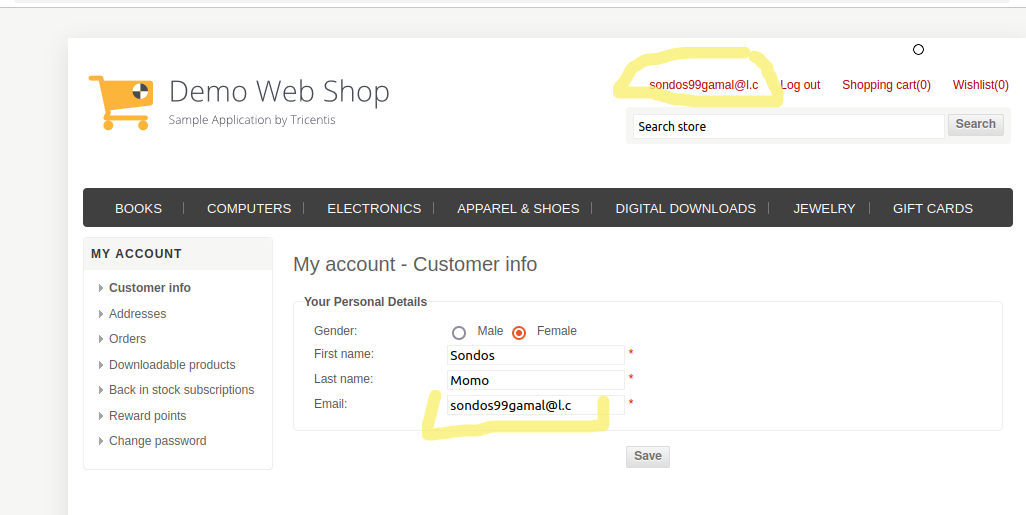 Demo Web Shop
Sample Application by Tricentis
sondos99gamal@l.c Log out Shopping cart(0) Wishlist(0)
Search store Search
BOOKS COMPUTERS ELECTRONICS APPAREL & SHOES DIGITAL DOWNLOADS JEWELRY GIFT CARDS
MY ACCOUNT
Customer info
Addresses
Orders
Downloadable products
Back in stock subscriptions
Reward points
Change password
My account - Customer info
Your Personal Details
Gender: Male Female
First name: Sondos *
Last name: Momo *
Email: sondos99gamal@l.c *
Save